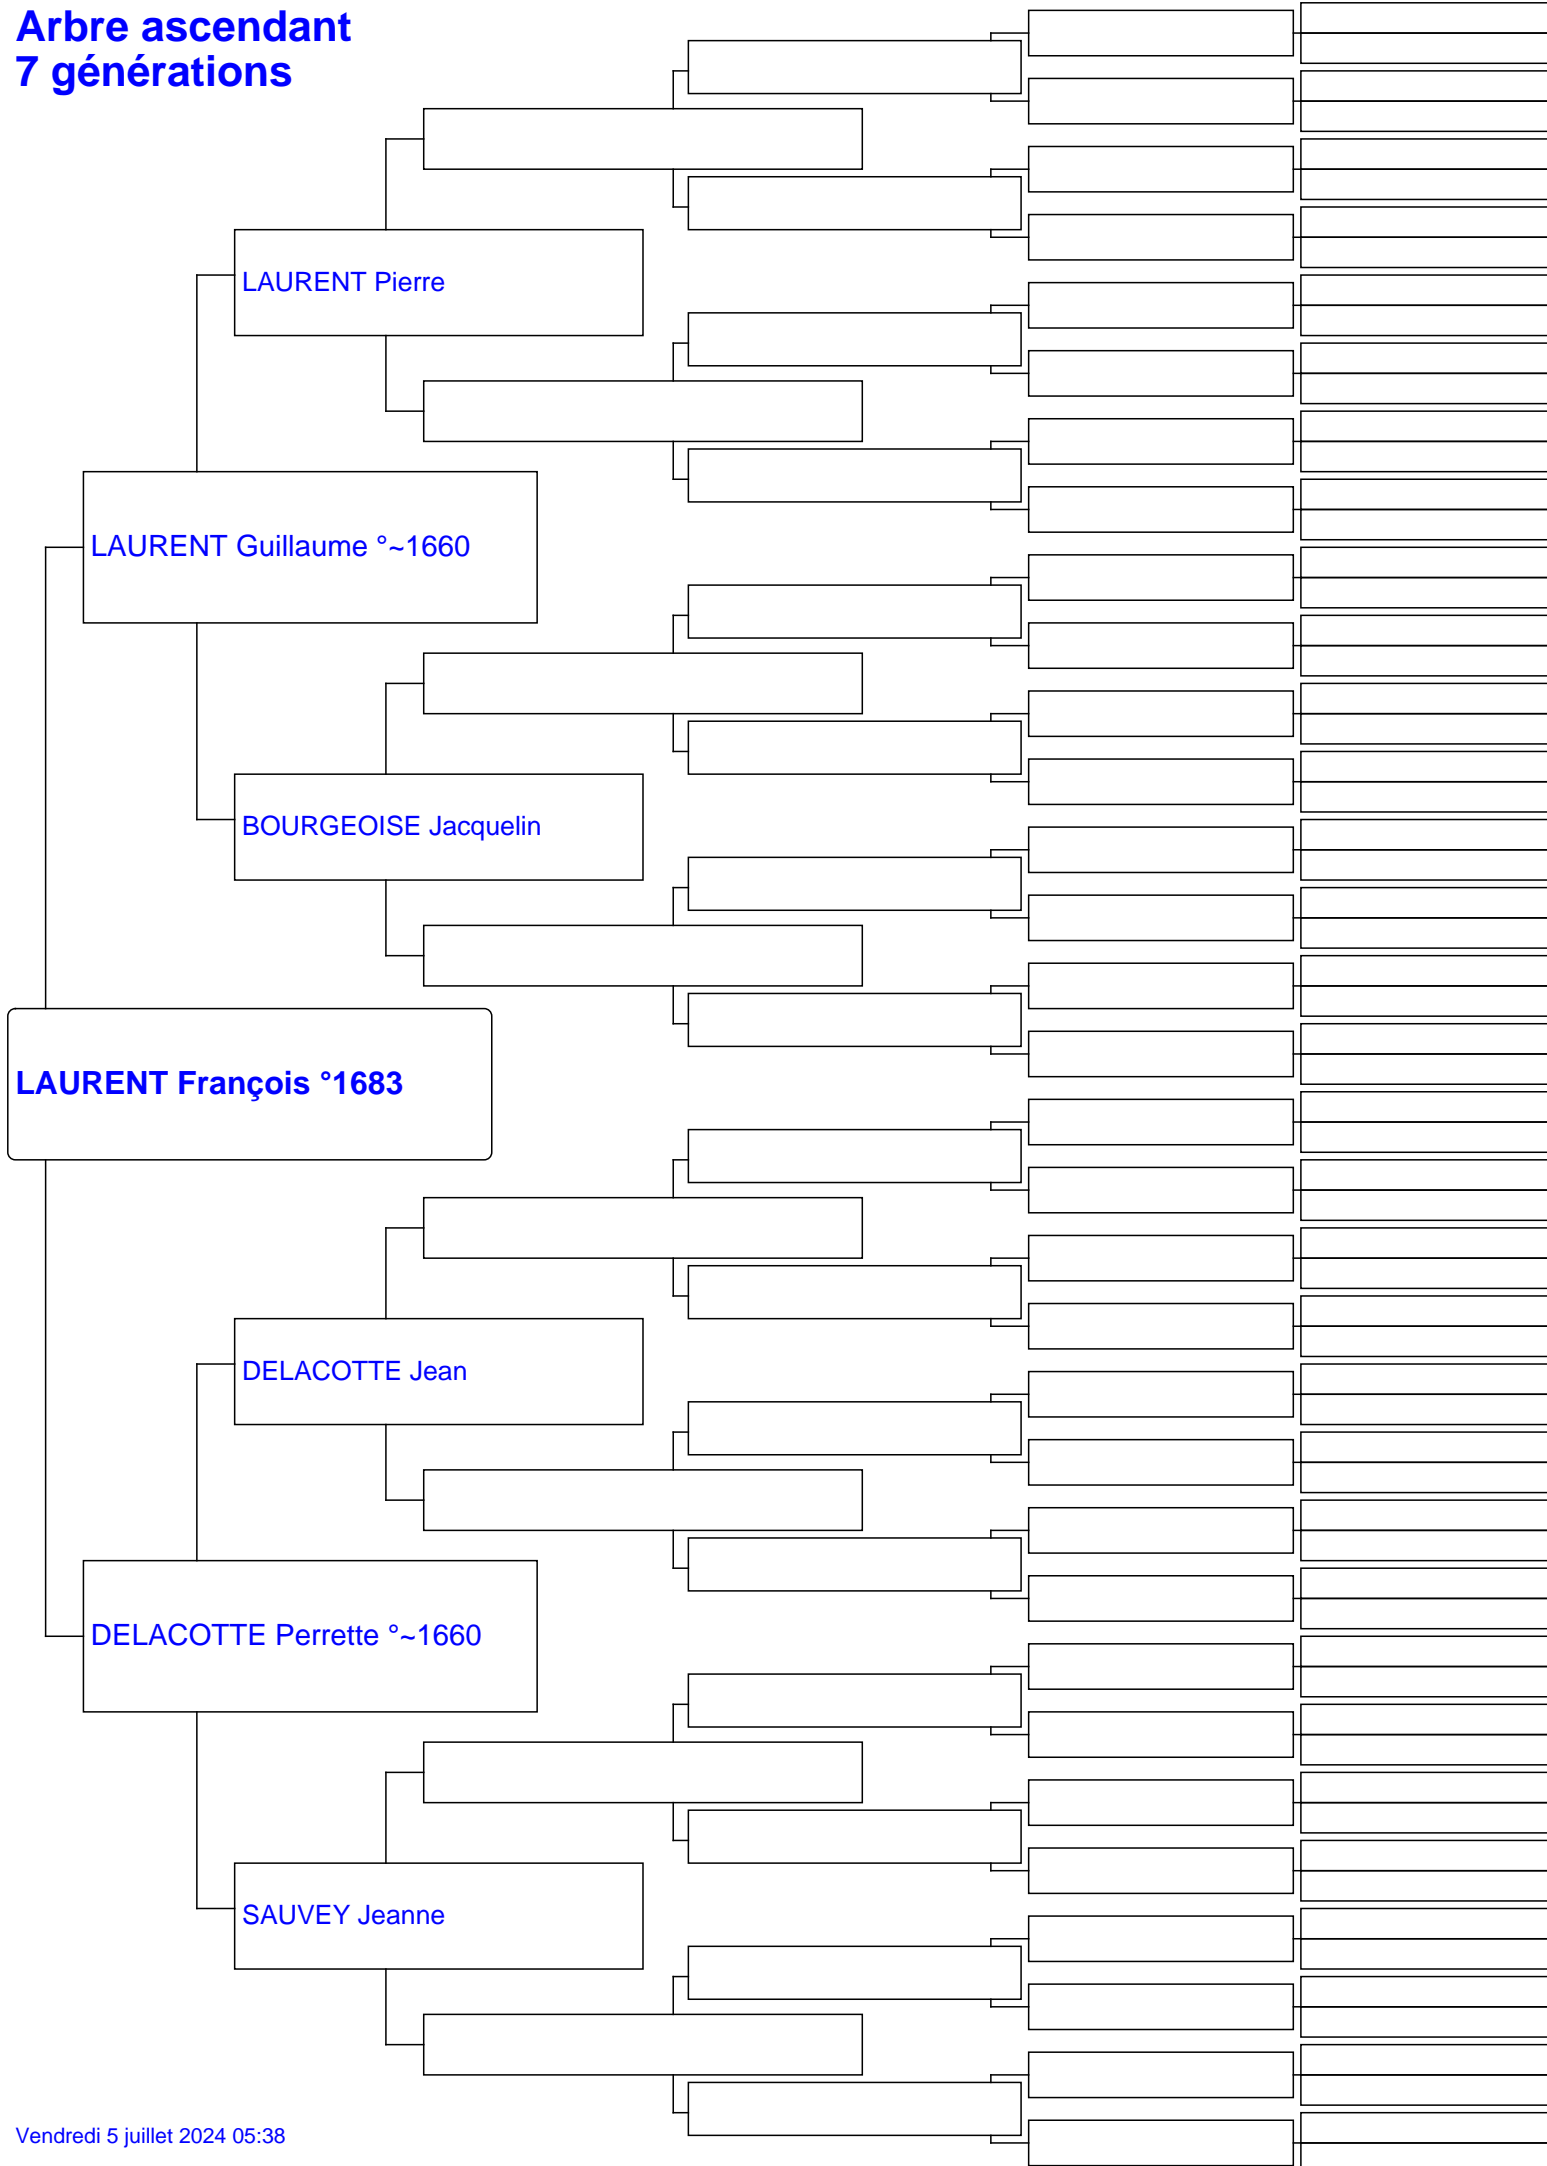 Arbre ascendant
7 générations
LAURENT Pierre
LAURENT Guillaume °~1660
BOURGEOISE Jacquelin
LAURENT François °1683
DELACOTTE Jean
DELACOTTE Perrette °~1660
SAUVEY Jeanne
Vendredi 5 juillet 2024 05:38